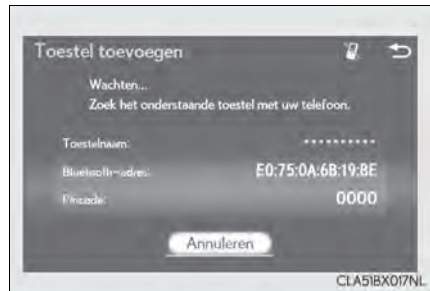 Toestel toevoegen
Wachten...
Zoek het onderstaande toestel met uw telefoon.
Toestelnaam: ••••••••••
Bluetooth-adres: E0:75:0A:6B:19:BE
Pincode: 0000
Annuleren
CLA51BX017NL